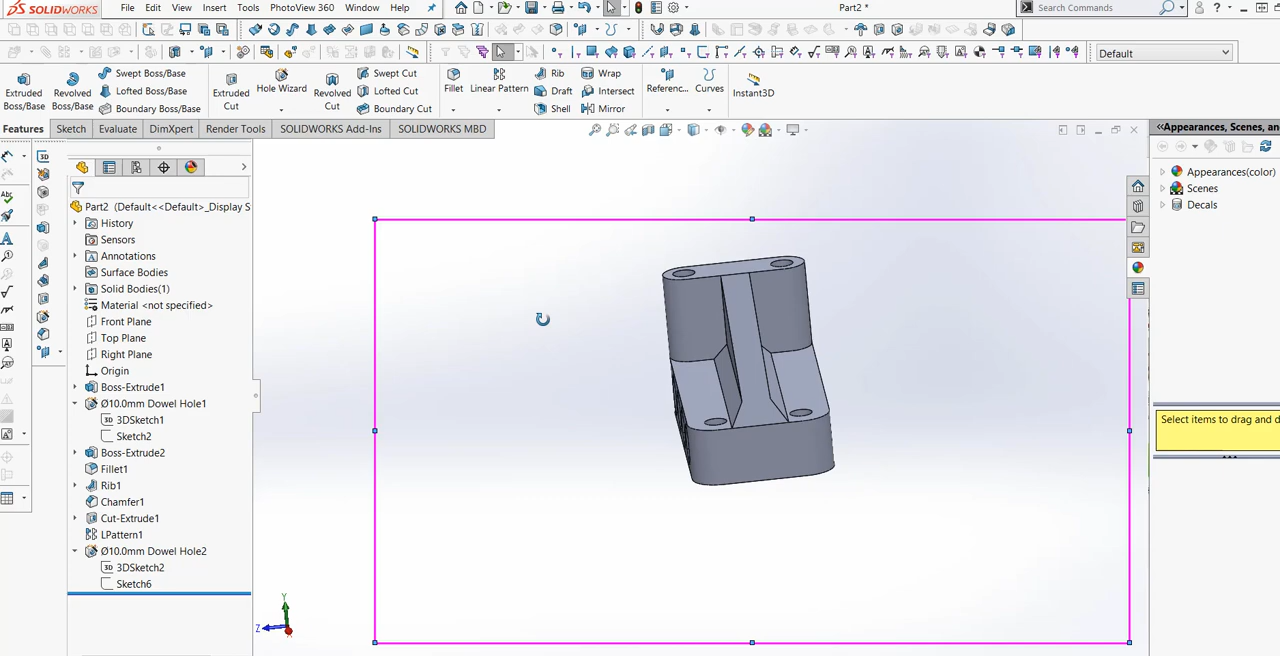 SOLIDWORKS File Edit View Insert Tools PhotoView 360 Window Help Part2 * Search Commands ?
Default
Extruded Boss/Base
Revolved Boss/Base
Swept Boss/Base
Lofted Boss/Base
Boundary Boss/Base
Extruded Cut
Hole Wizard
Revolved Cut
Swept Cut
Lofted Cut
Boundary Cut
Fillet
Linear Pattern
Rib
Draft
Shell
Wrap
Intersect
Mirror
Referenc...
Curves
Instant3D
Features Sketch Evaluate DimXpert Render Tools SOLIDWORKS Add-Ins SOLIDWORKS MBD
Part2 (Default<<Default>_Display S
History
Sensors
Annotations
Surface Bodies
Solid Bodies(1)
Material <not specified>
Front Plane
Top Plane
Right Plane
Origin
Boss-Extrude1
Ø10.0mm Dowel Hole1
3DSketch1
Sketch2
Boss-Extrude2
Fillet1
Rib1
Chamfer1
Cut-Extrude1
LPattern1
Ø10.0mm Dowel Hole2
3DSketch2
Sketch6
Y
Z
«Appearances, Scenes, an
Appearances(color)
Scenes
Decals
Select items to drag and d